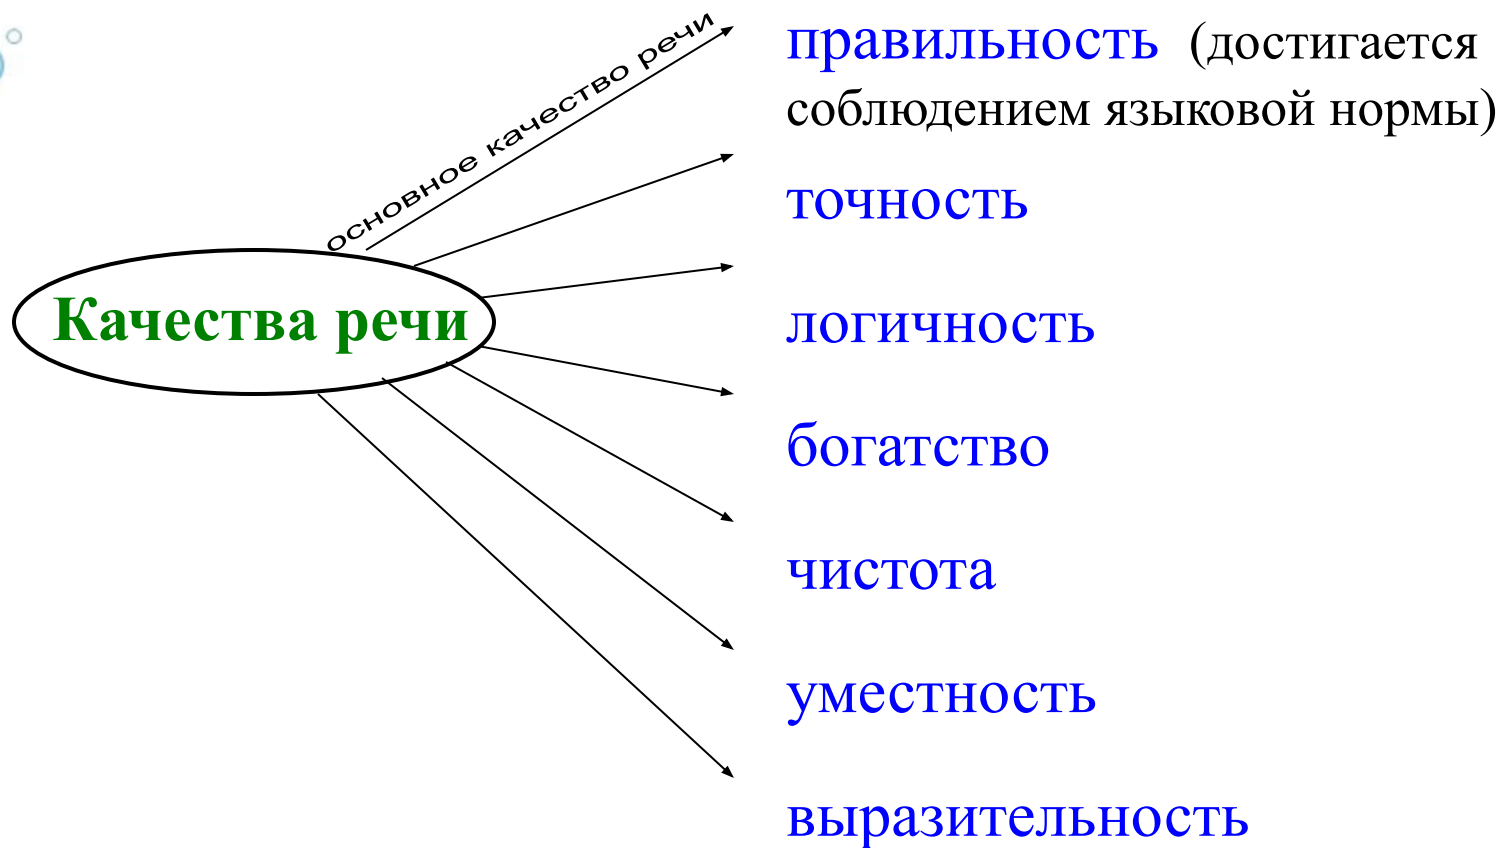 основное качество речи
правильность (достигается
соблюдением языковой нормы)
точность
Качества речи
логичность
богатство
чистота
уместность
выразительность